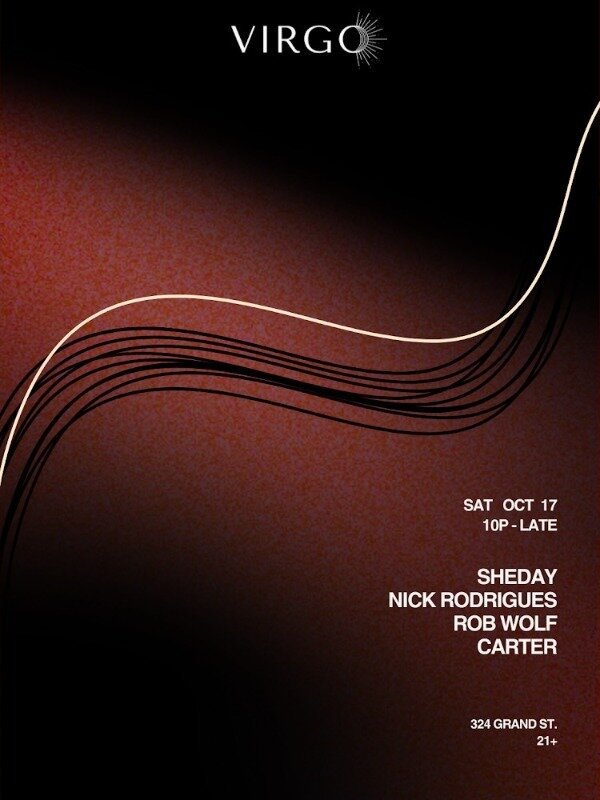 VIRGO
SAT OCT 17
10P - LATE
SHEDAY
NICK RODRIGUES
ROB WOLF
CARTER
324 GRAND ST.
21+